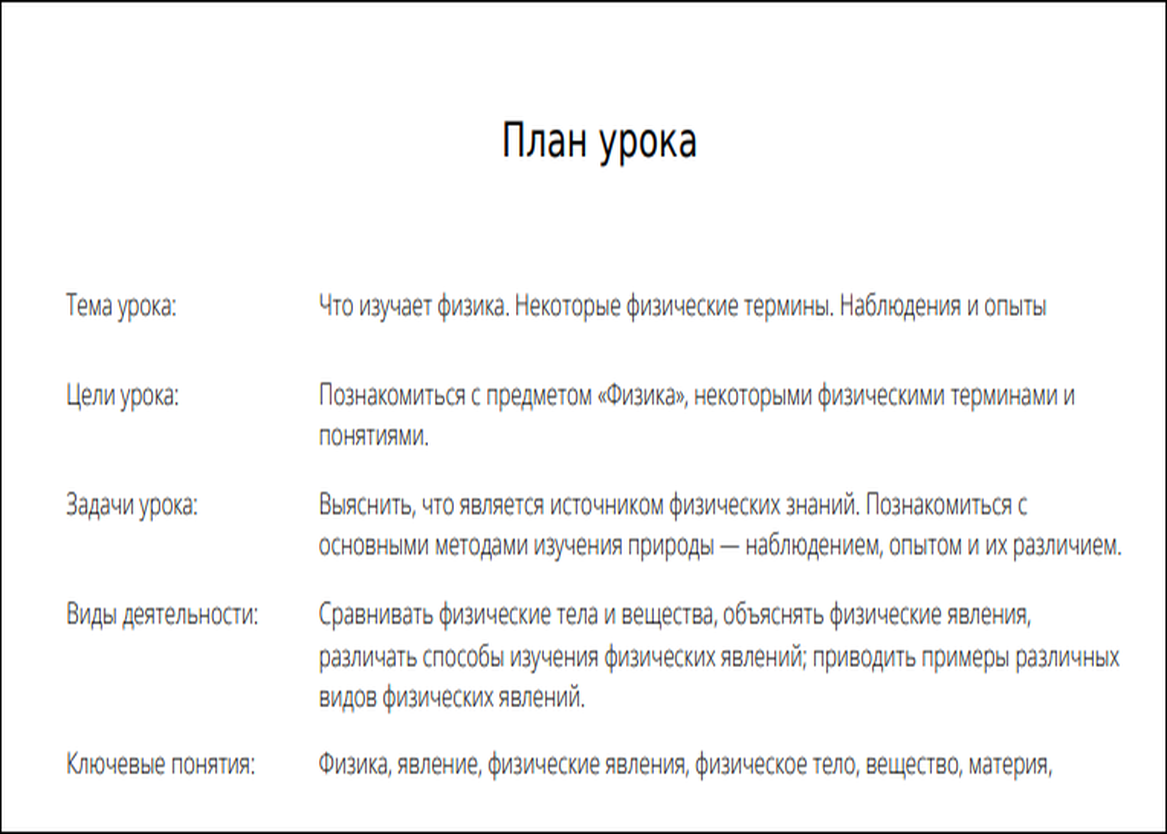 План урока
Тема урока: Что изучает физика. Некоторые физические термины. Наблюдения и опыты
Цели урока: Познакомиться с предметом «Физика», некоторыми физическими терминами и
понятиями.
Задачи урока: Выяснить, что является источником физических знаний. Познакомиться с
основными методами изучения природы — наблюдением, опытом и их различием.
Виды деятельности: Сравнивать физические тела и вещества, объяснять физические явления,
различать способы изучения физических явлений; приводить примеры различных
видов физических явлений.
Ключевые понятия: Физика, явление, физические явления, физическое тело, вещество, материя,